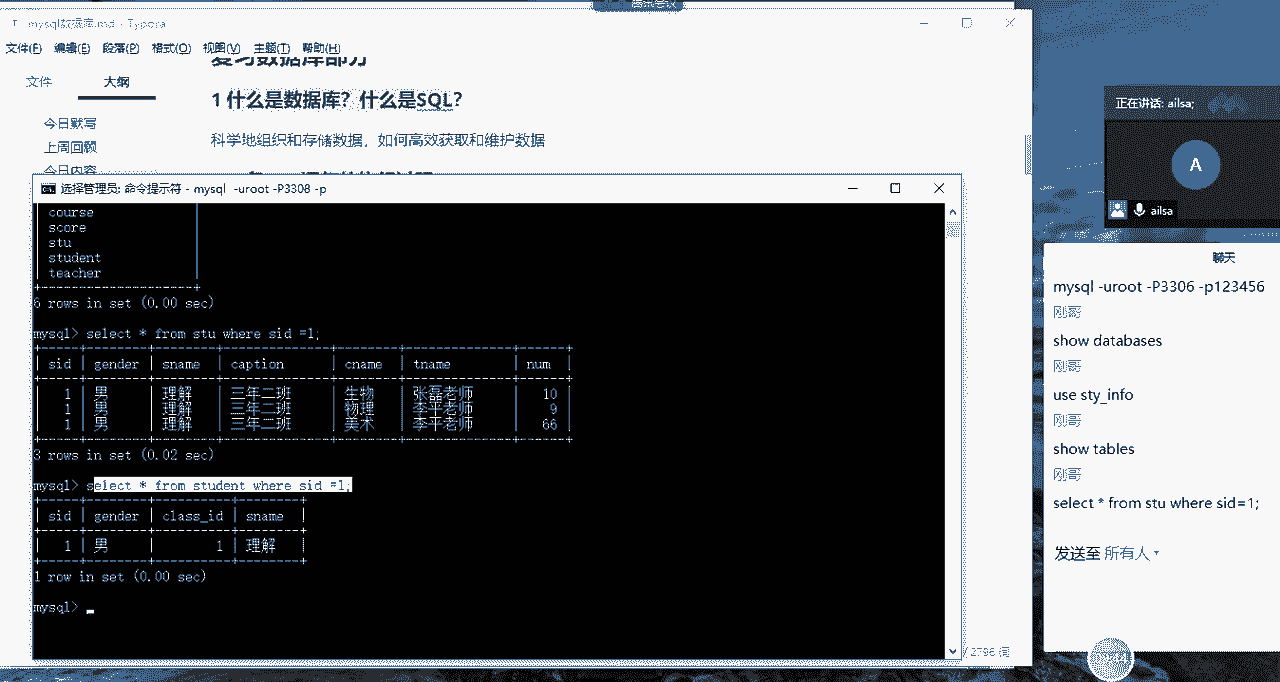 腾讯会议
mysql数据库.md - Typora
文件(F) 编辑(E) 段落(P) 格式(O) 视图(V) 主题(T) 帮助(H)
文件 大纲
今日默写
上周回顾
今日内容
复习数据库部分
1 什么是数据库？什么是SQL？
科学地组织和存储数据，如何高效获取和维护数据
选择管理员: 命令提示符 - mysql -uroot -P3308 -p
course
score
stu
student
teacher
6 rows in set (0.00 sec)
mysql> select * from stu where sid =1;
sid | gender | sname | caption | cname | tname | num
1 | 男 | 理解 | 三年二班 | 生物 | 张磊老师 | 10
1 | 男 | 理解 | 三年二班 | 物理 | 李平老师 | 9
1 | 男 | 理解 | 三年二班 | 美术 | 李平老师 | 66
3 rows in set (0.02 sec)
mysql> select * from student where sid =1;
sid | gender | class_id | sname
1 | 男 | 1 | 理解
1 row in set (0.00 sec)
mysql>
/ 2796 词
正在讲话: ailsa;
A
ailsa
聊天
mysql -uroot -P3306 -p123456
刚哥
show databases
刚哥
use sty_info
刚哥
show tables
刚哥
select * from stu where sid=1;
发送至 所有人